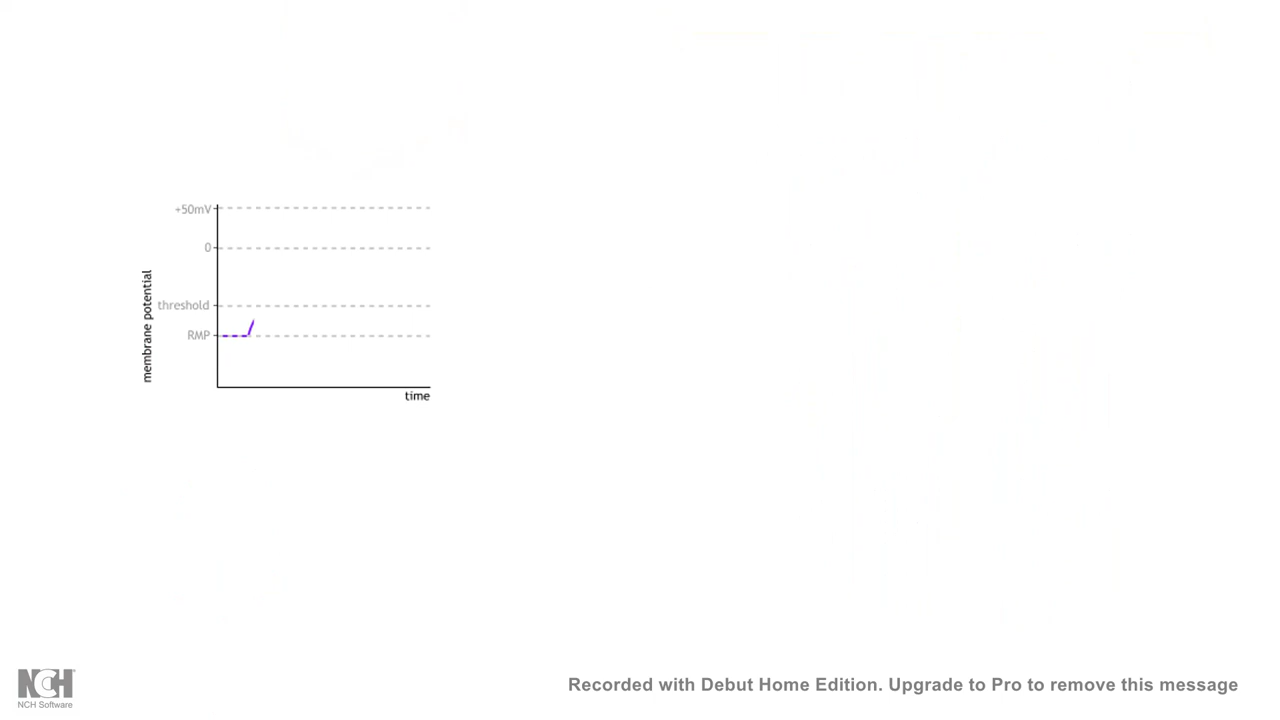 +50mV
0
threshold
RMP
membrane potential
time
NCH
NCH Software
Recorded with Debut Home Edition. Upgrade to Pro to remove this message